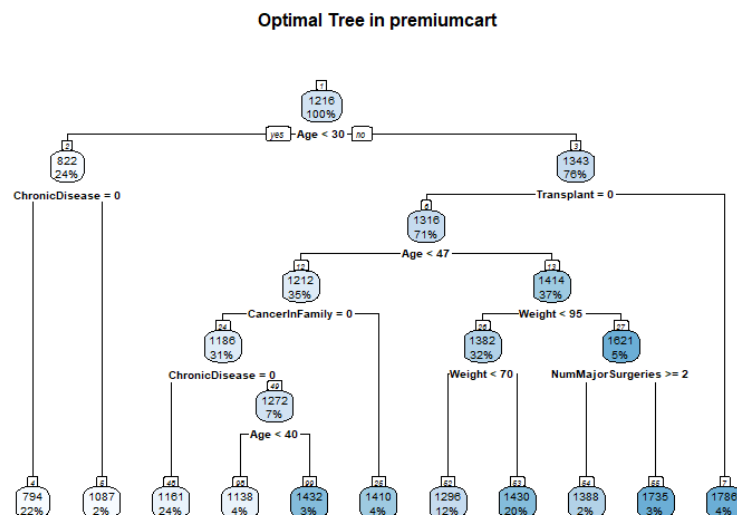 Optimal Tree in premiumcart
1
1216
100%
yes Age < 30 no
2
822
24%
3
1343
76%
ChronicDisease = 0
Transplant = 0
6
1316
71%
Age < 47
12
1212
35%
13
1414
37%
CancerInFamily = 0
Weight < 95
24
1186
31%
26
1382
32%
27
1621
5%
ChronicDisease = 0
Weight < 70
NumMajorSurgeries >= 2
49
1272
7%
Age < 40
4 5 48 98 99 25 52 53 54 55 7
794 1087 1161 1138 1432 1410 1296 1430 1388 1735 1786
22% 2% 24% 4% 3% 4% 12% 20% 2% 3% 4%